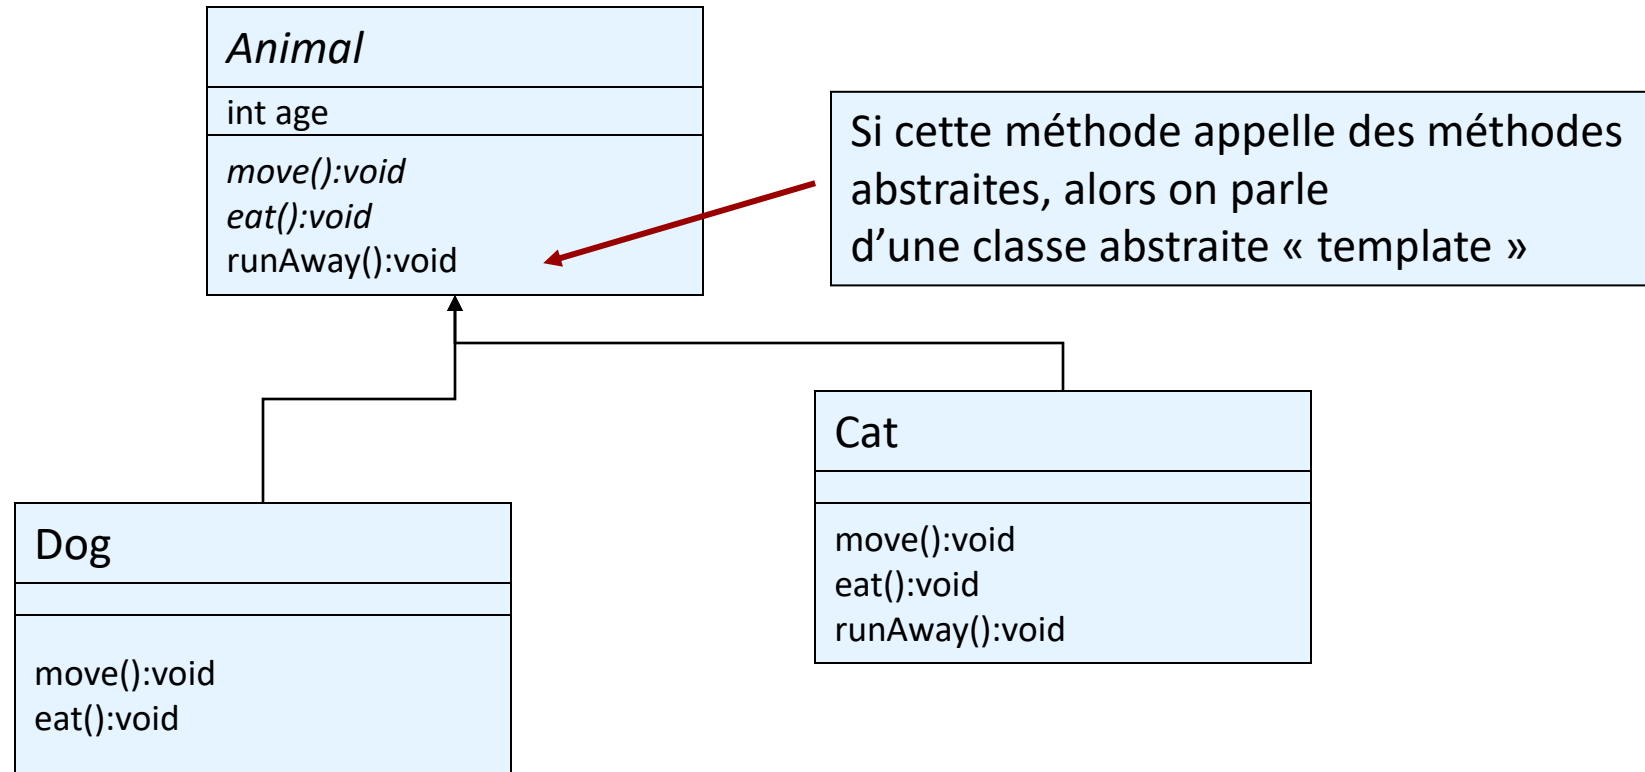 Animal
int age
move():void
eat():void
runAway():void
Si cette méthode appelle des méthodes
abstraites, alors on parle
d’une classe abstraite « template »
Cat
move():void
eat():void
runAway():void
Dog
move():void
eat():void